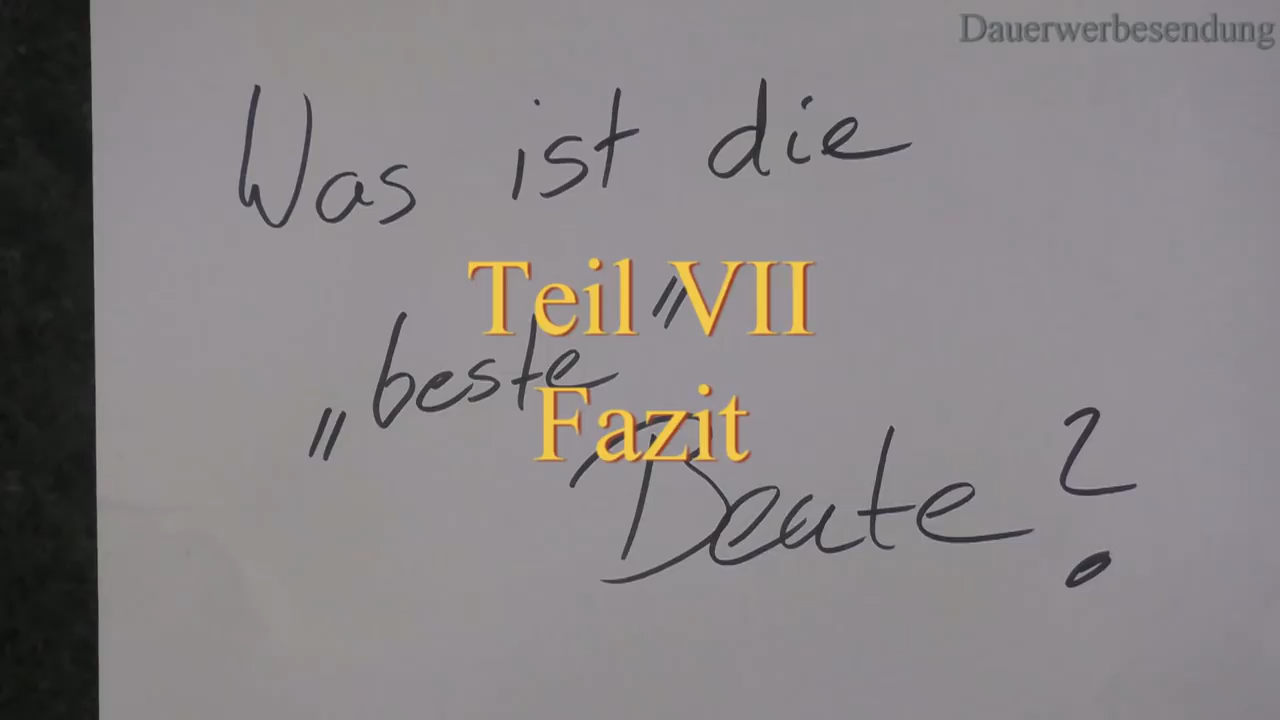 Dauerwerbesendung
Was ist die
Teil VII
„beste"
Fazit
Beute?